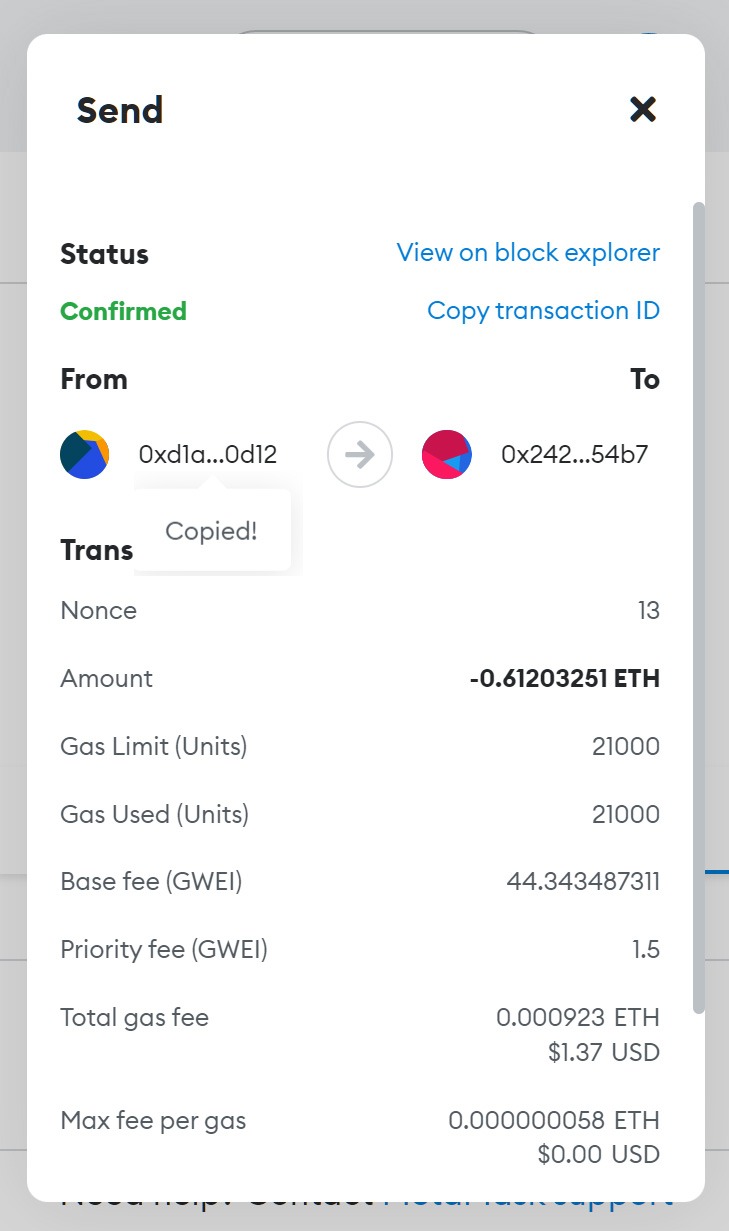 Send
Status
View on block explorer
Confirmed
Copy transaction ID
From
To
0xd1a...0d12
0x242...54b7
Copied!
Trans
Nonce
13
Amount
-0.61203251 ETH
Gas Limit (Units)
21000
Gas Used (Units)
21000
Base fee (GWEI)
44.343487311
Priority fee (GWEI)
1.5
Total gas fee
0.000923 ETH
$1.37 USD
Max fee per gas
0.000000058 ETH
$0.00 USD